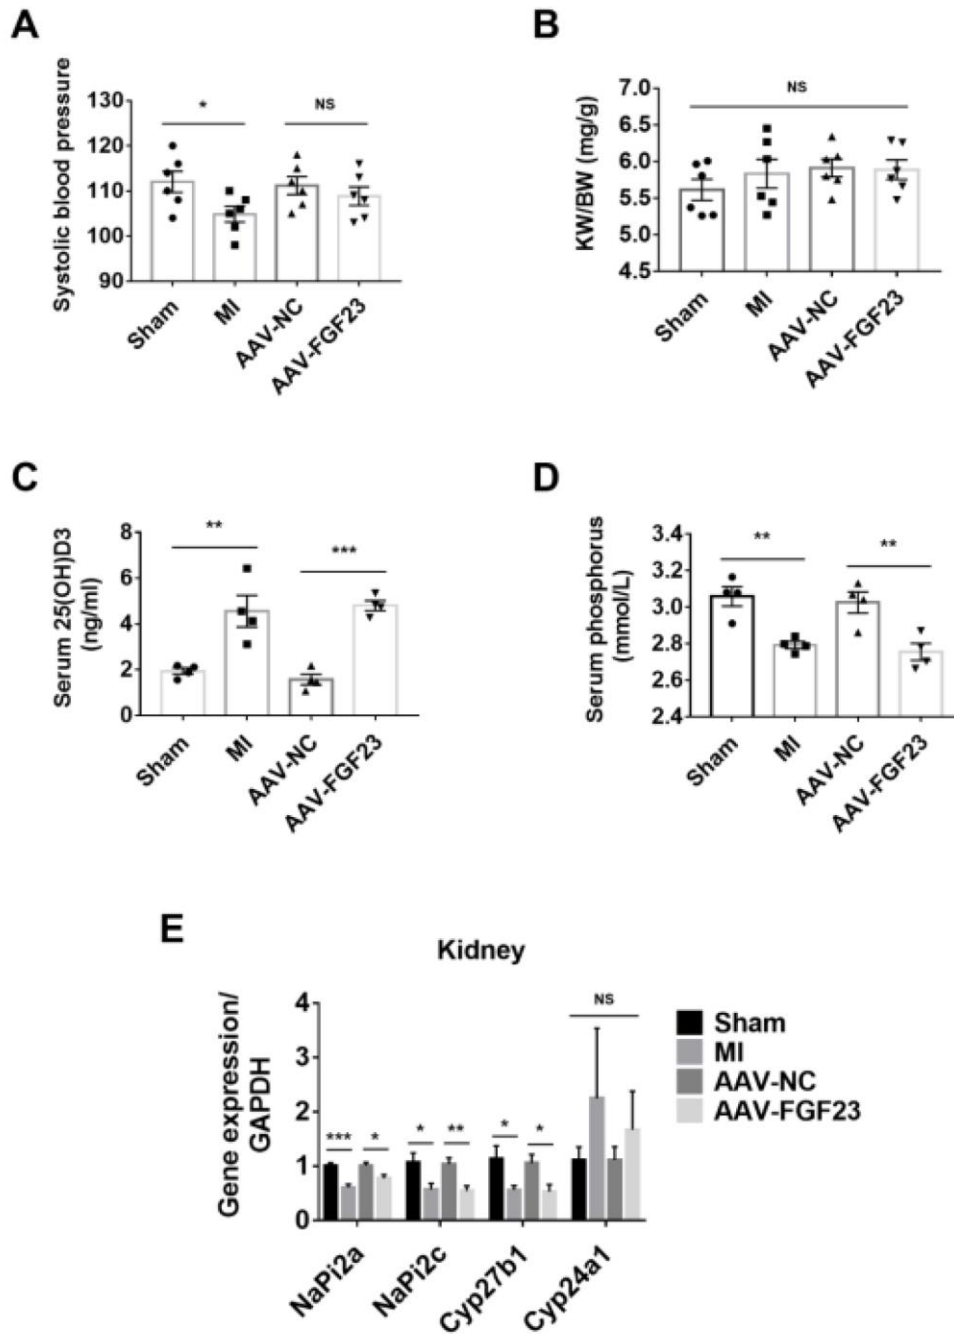 A
Systolic blood pressure
130
120
110
100
90
*
NS
Sham
MI
AAV-NC
AAV-FGF23
B
KW/BW (mg/g)
7.0
6.5
6.0
5.5
5.0
4.5
NS
Sham
MI
AAV-NC
AAV-FGF23
C
Serum 25(OH)D3
(ng/ml)
8
6
4
2
0
**
***
Sham
MI
AAV-NC
AAV-FGF23
D
Serum phosphorus
(mmol/L)
3.4
3.2
3.0
2.8
2.6
2.4
**
**
Sham
MI
AAV-NC
AAV-FGF23
E
Kidney
Gene expression/
GAPDH
4
3
2
1
0
***
*
*
**
*
*
NS
NaPi2a
NaPi2c
Cyp27b1
Cyp24a1
Sham
MI
AAV-NC
AAV-FGF23